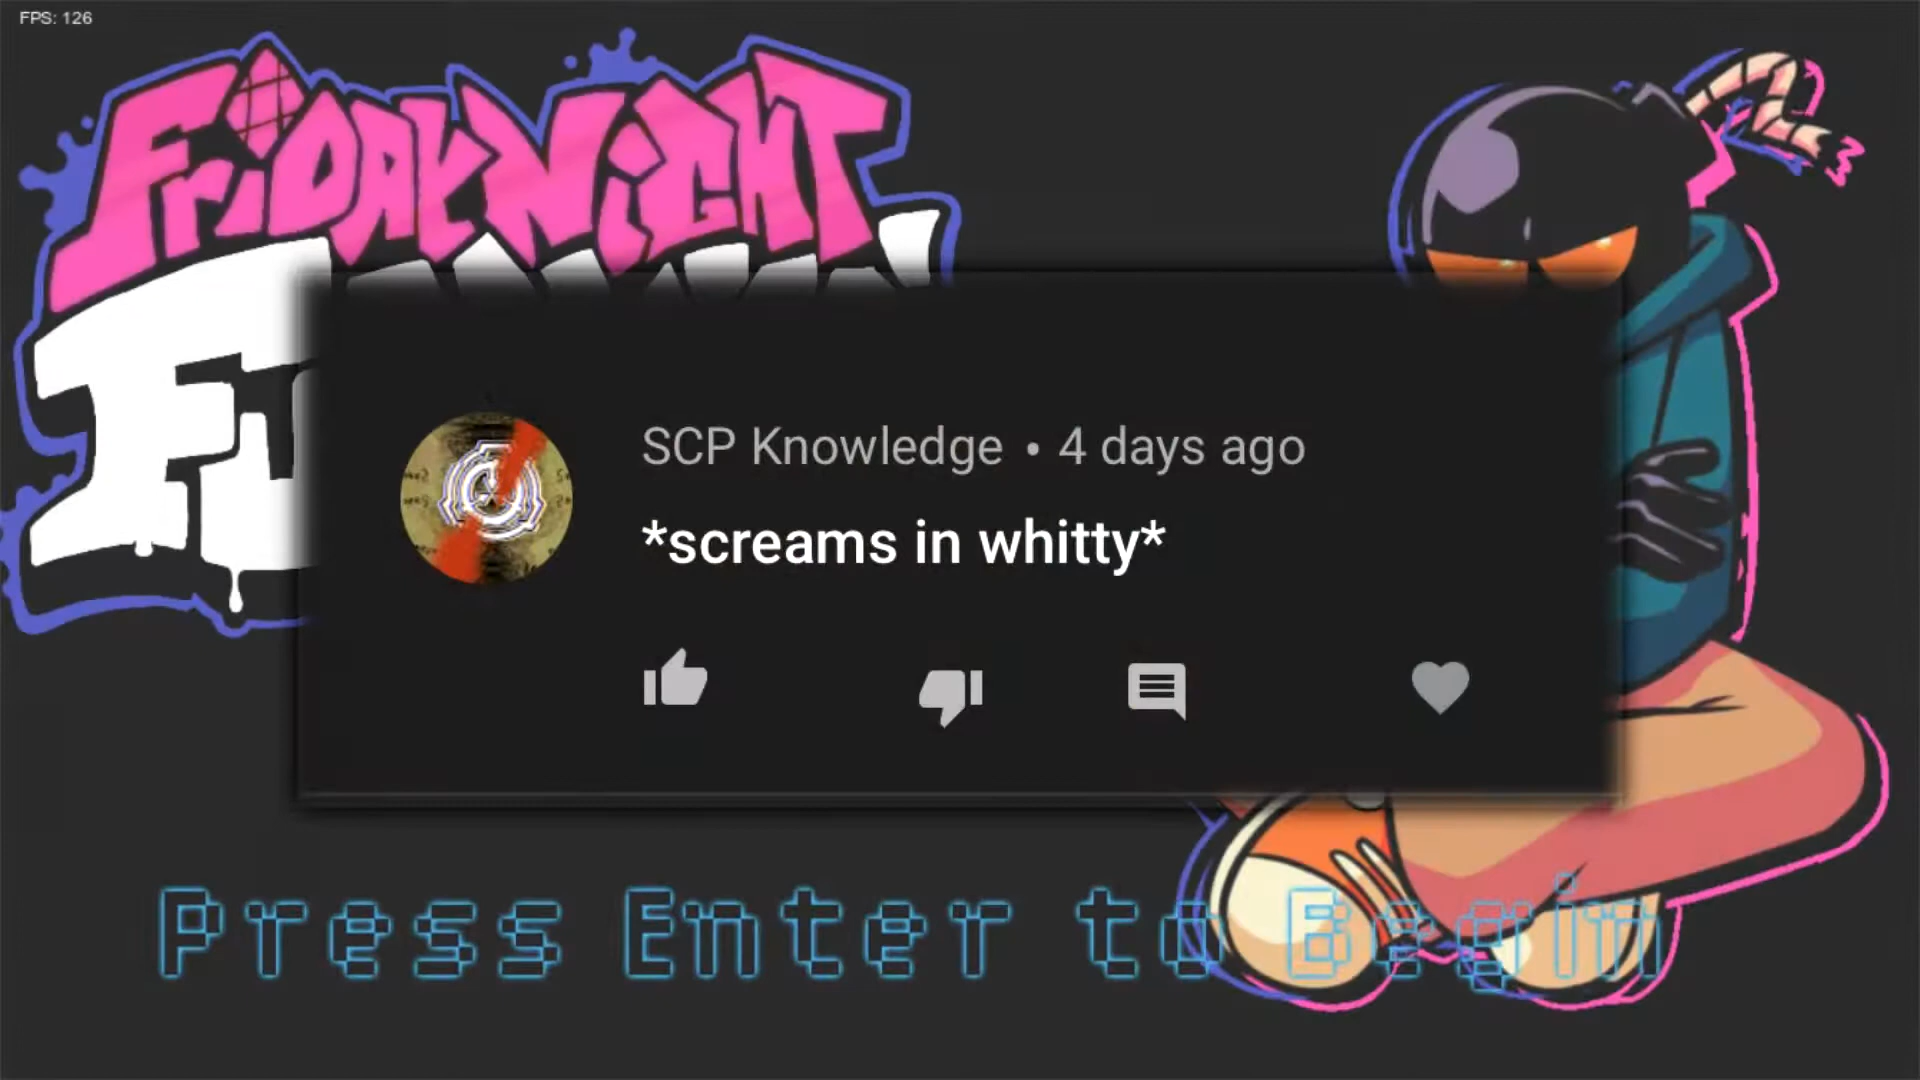 FPS: 126
FRiDAY NiGHT
SCP Knowledge • 4 days ago
*screams in whitty*
Press Enter to Begin